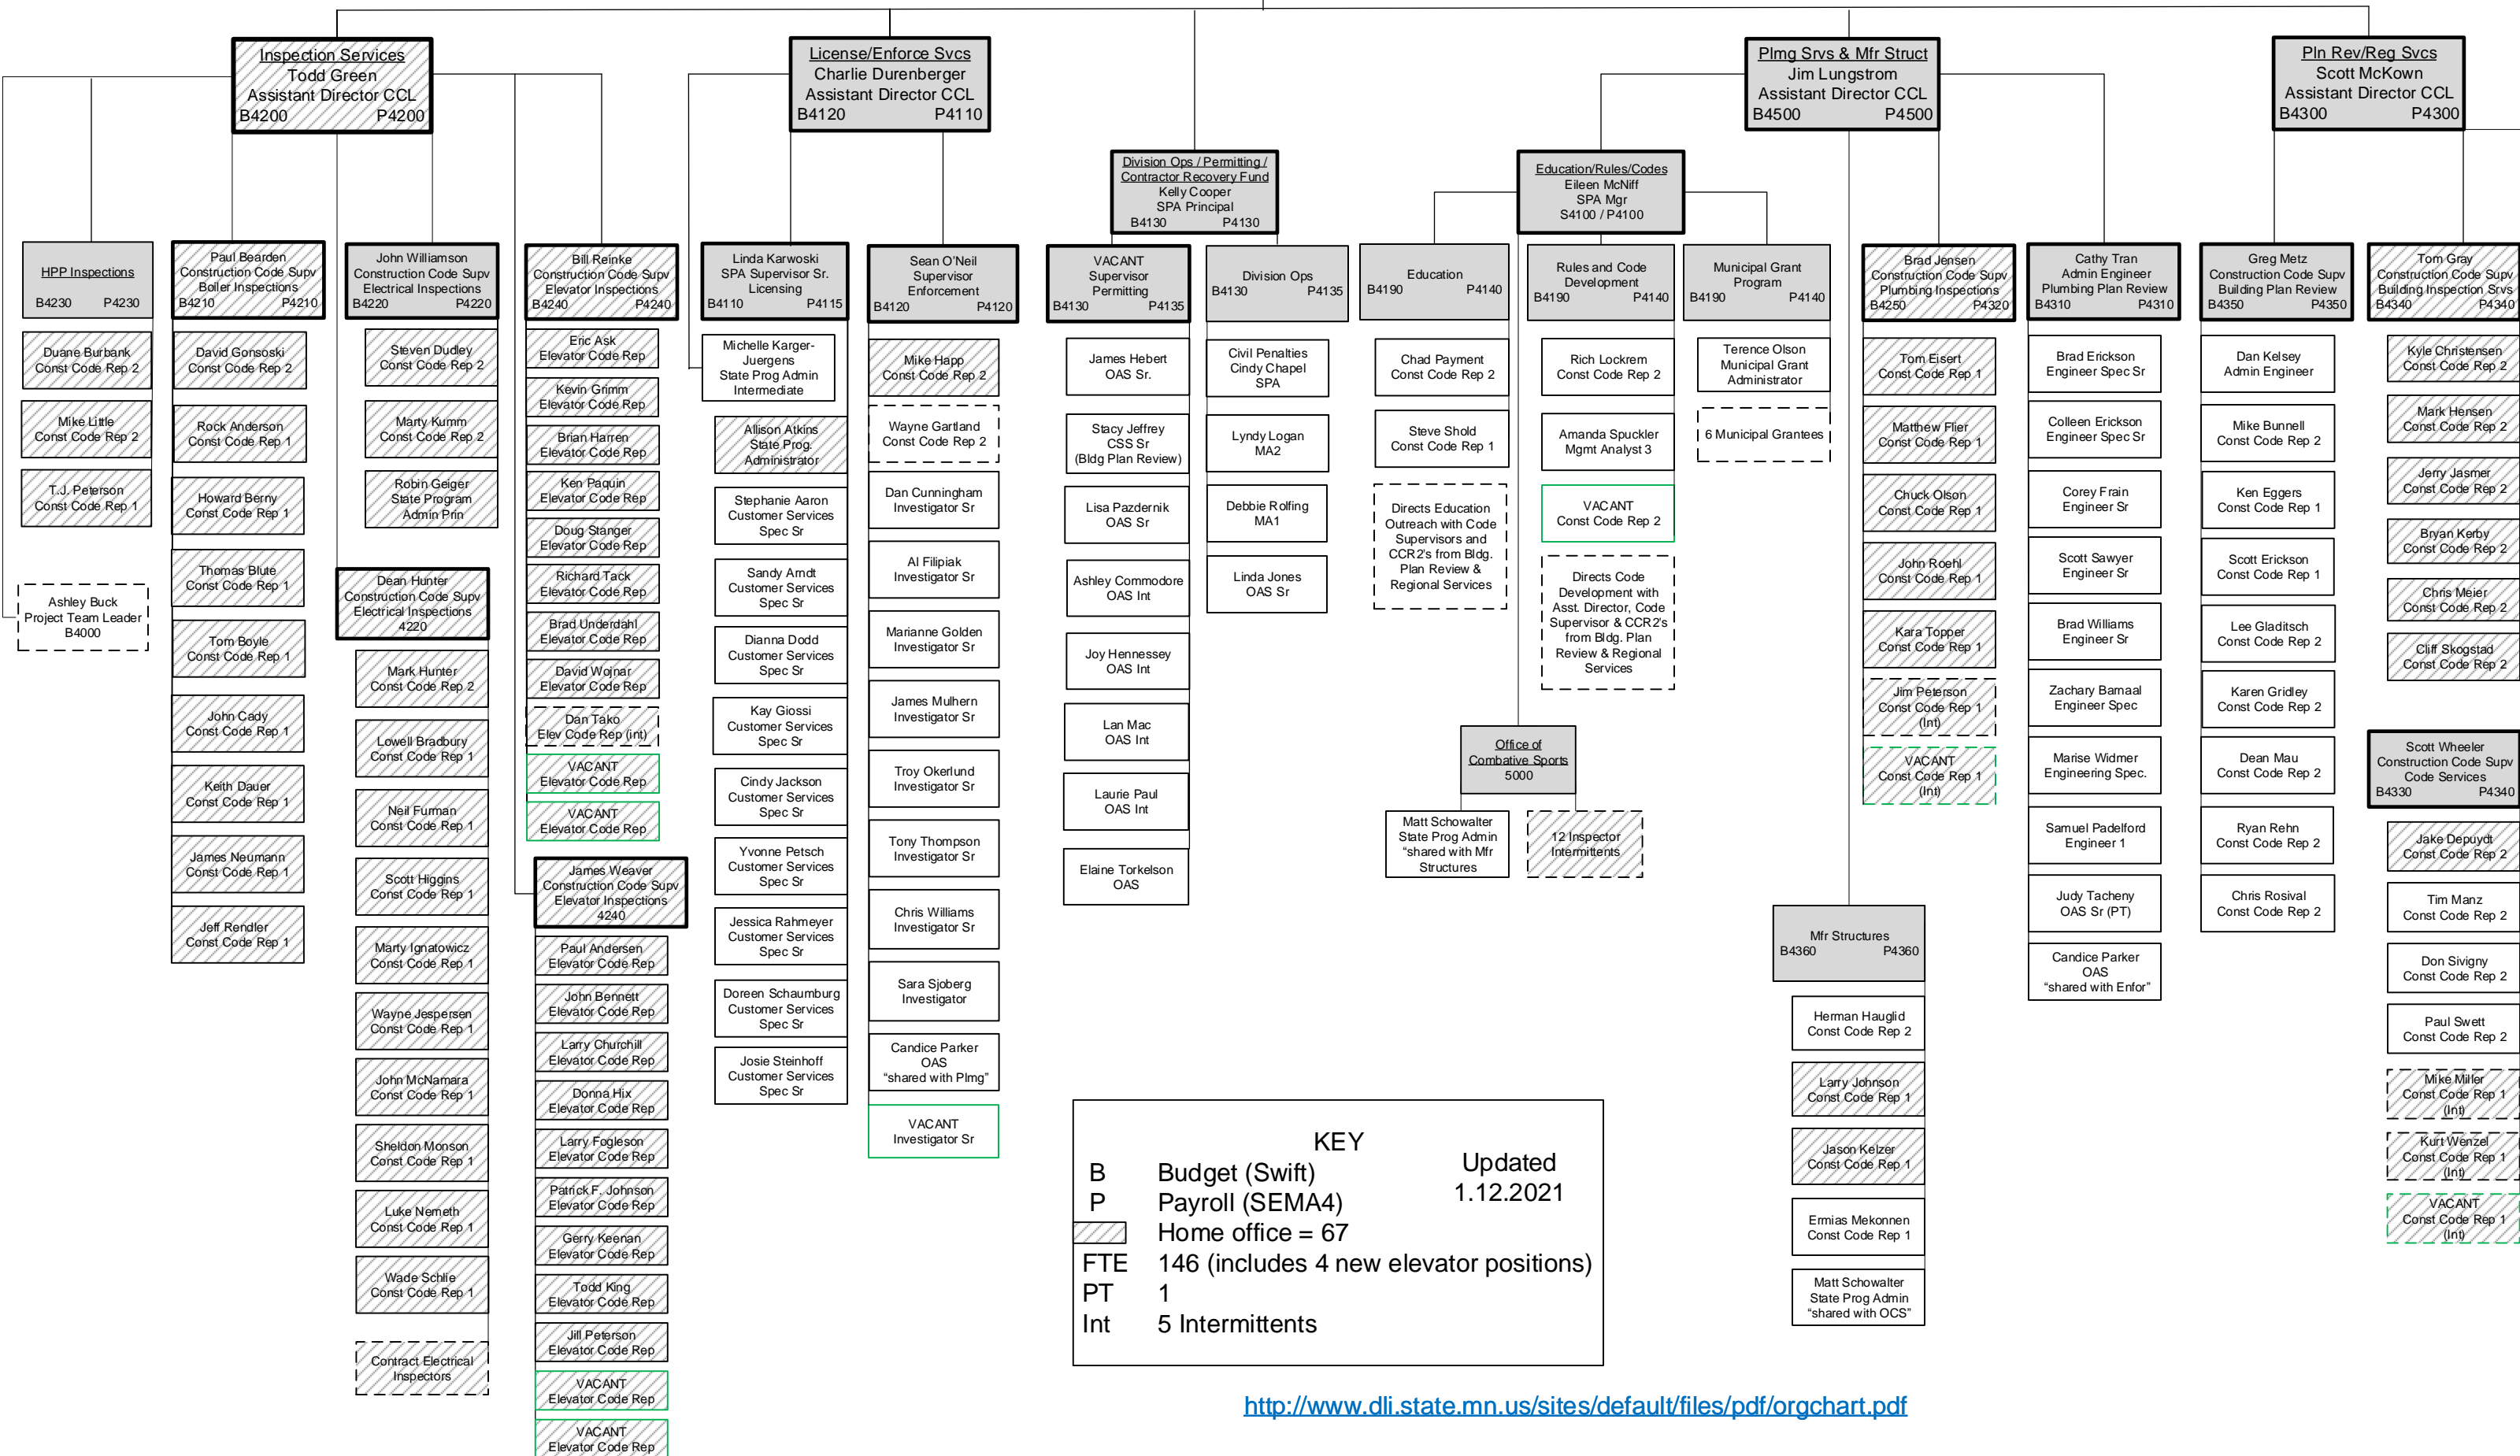 Inspection Services
Todd Green
Assistant Director CCL
B4200 P4200
License/Enforce Svcs
Charlie Durenberger
Assistant Director CCL
B4120 P4110
Plmg Srvs & Mfr Struct
Jim Lungstrom
Assistant Director CCL
B4500 P4500
Pln Rev/Reg Svcs
Scott McKown
Assistant Director CCL
B4300 P4300
Division Ops / Permitting /
Contractor Recovery Fund
Kelly Cooper
SPA Principal
B4130 P4130
Education/Rules/Codes
Eileen McNiff
SPA Mgr
S4100 / P4100
HPP Inspections
B4230 P4230
Duane Burbank
Const Code Rep 2
Mike Little
Const Code Rep 2
T.J. Peterson
Const Code Rep 1
Ashley Buck
Project Team Leader
B4000
Paul Bearden
Construction Code Supv
Boiler Inspections
B4210 P4210
David Gonsoski
Const Code Rep 2
Rock Anderson
Const Code Rep 1
Howard Berny
Const Code Rep 1
Thomas Blute
Const Code Rep 1
Tom Boyle
Const Code Rep 1
John Cady
Const Code Rep 1
Keith Dauer
Const Code Rep 1
James Neumann
Const Code Rep 1
Jeff Rendler
Const Code Rep 1
John Williamson
Construction Code Supv
Electrical Inspections
B4220 P4220
Steven Dudley
Const Code Rep 2
Marty Kumm
Const Code Rep 2
Robin Geiger
State Program
Admin Prin
Dean Hunter
Construction Code Supv
Electrical Inspections
4220
Mark Hunter
Const Code Rep 2
Lowell Bradbury
Const Code Rep 1
Neil Furman
Const Code Rep 1
Scott Higgins
Const Code Rep 1
Marty Ignatowicz
Const Code Rep 1
Wayne Jespersen
Const Code Rep 1
John McNamara
Const Code Rep 1
Sheldon Monson
Const Code Rep 1
Luke Nemeth
Const Code Rep 1
Wade Schlie
Const Code Rep 1
Contract Electrical
Inspectors
Bill Reinke
Construction Code Supv
Elevator Inspections
B4240 P4240
Eric Ask
Elevator Code Rep
Kevin Grimm
Elevator Code Rep
Brian Harren
Elevator Code Rep
Ken Paquin
Elevator Code Rep
Doug Stanger
Elevator Code Rep
Richard Tack
Elevator Code Rep
Brad Underdahl
Elevator Code Rep
David Wojnar
Elevator Code Rep
Dan Tako
Elev Code Rep (int)
VACANT
Elevator Code Rep
VACANT
Elevator Code Rep
James Weaver
Construction Code Supv
Elevator Inspections
4240
Paul Andersen
Elevator Code Rep
John Bennett
Elevator Code Rep
Larry Churchill
Elevator Code Rep
Donna Hix
Elevator Code Rep
Larry Fogleson
Elevator Code Rep
Patrick F. Johnson
Elevator Code Rep
Gerry Keenan
Elevator Code Rep
Todd King
Elevator Code Rep
Jill Peterson
Elevator Code Rep
VACANT
Elevator Code Rep
VACANT
Elevator Code Rep
Linda Karwoski
SPA Supervisor Sr.
Licensing
B4110 P4115
Michelle Karger-
Juergens
State Prog Admin
Intermediate
Allison Atkins
State Prog.
Administrator
Stephanie Aaron
Customer Services
Spec Sr
Sandy Arndt
Customer Services
Spec Sr
Dianna Dodd
Customer Services
Spec Sr
Kay Giossi
Customer Services
Spec Sr
Cindy Jackson
Customer Services
Spec Sr
Yvonne Petsch
Customer Services
Spec Sr
Jessica Rahmeyer
Customer Services
Spec Sr
Doreen Schaumburg
Customer Services
Spec Sr
Josie Steinhoff
Customer Services
Spec Sr
Sean O'Neil
Supervisor
Enforcement
B4120 P4120
Mike Happ
Const Code Rep 2
Wayne Gartland
Const Code Rep 2
Dan Cunningham
Investigator Sr
Al Filipiak
Investigator Sr
Marianne Golden
Investigator Sr
James Mulhern
Investigator Sr
Troy Okerlund
Investigator Sr
Tony Thompson
Investigator Sr
Chris Williams
Investigator Sr
Sara Sjoberg
Investigator
Candice Parker
OAS
“shared with Plmg”
VACANT
Investigator Sr
VACANT
Supervisor
Permitting
B4130 P4135
James Hebert
OAS Sr.
Stacy Jeffrey
CSS Sr
(Bldg Plan Review)
Lisa Pazdernik
OAS Sr
Ashley Commodore
OAS Int
Joy Hennessey
OAS Int
Lan Mac
OAS Int
Laurie Paul
OAS Int
Elaine Torkelson
OAS
Division Ops
B4130 P4135
Civil Penalties
Cindy Chapel
SPA
Lyndy Logan
MA2
Debbie Rolfing
MA1
Linda Jones
OAS Sr
Education
B4190 P4140
Chad Payment
Const Code Rep 2
Steve Shold
Const Code Rep 1
Directs Education
Outreach with Code
Supervisors and
CCR2's from Bldg.
Plan Review &
Regional Services
Rules and Code
Development
B4190 P4140
Rich Lockrem
Const Code Rep 2
Amanda Spuckler
Mgmt Analyst 3
VACANT
Const Code Rep 2
Directs Code
Development with
Asst. Director, Code
Supervisor & CCR2's
from Bldg. Plan
Review & Regional
Services
Municipal Grant
Program
B4190 P4140
Terence Olson
Municipal Grant
Administrator
6 Municipal Grantees
Office of
Combative Sports
5000
Matt Schowalter
State Prog Admin
“shared with Mfr
Structures
12 Inspector
Intermittents
Brad Jensen
Construction Code Supv
Plumbing Inspections
B4250 P4320
Tom Eisert
Const Code Rep 1
Matthew Flier
Const Code Rep 1
Chuck Olson
Const Code Rep 1
John Roehl
Const Code Rep 1
Kara Topper
Const Code Rep 1
Jim Peterson
Const Code Rep 1
(Int)
VACANT
Const Code Rep 1
(Int)
Mfr Structures
B4360 P4360
Herman Hauglid
Const Code Rep 2
Larry Johnson
Const Code Rep 1
Jason Kelzer
Const Code Rep 1
Ermias Mekonnen
Const Code Rep 1
Matt Schowalter
State Prog Admin
“shared with OCS”
Cathy Tran
Admin Engineer
Plumbing Plan Review
B4310 P4310
Brad Erickson
Engineer Spec Sr
Colleen Erickson
Engineer Spec Sr
Corey Frain
Engineer Sr
Scott Sawyer
Engineer Sr
Brad Williams
Engineer Sr
Zachary Barnaal
Engineer Spec
Marise Widmer
Engineering Spec.
Samuel Padelford
Engineer 1
Judy Tacheny
OAS Sr (PT)
Candice Parker
OAS
“shared with Enfor”
Greg Metz
Construction Code Supv
Building Plan Review
B4350 P4350
Dan Kelsey
Admin Engineer
Mike Bunnell
Const Code Rep 2
Ken Eggers
Const Code Rep 1
Scott Erickson
Const Code Rep 1
Lee Gladitsch
Const Code Rep 2
Karen Gridley
Const Code Rep 2
Dean Mau
Const Code Rep 2
Ryan Rehn
Const Code Rep 2
Chris Rosival
Const Code Rep 2
Tom Gray
Construction Code Supv
Building Inspection Srvs
B4340 P4340
Kyle Christensen
Const Code Rep 2
Mark Hensen
Const Code Rep 2
Jerry Jasmer
Const Code Rep 2
Bryan Kerby
Const Code Rep 2
Chris Meier
Const Code Rep 2
Cliff Skogstad
Const Code Rep 2
Scott Wheeler
Construction Code Supv
Code Services
B4330 P4340
Jake Depuydt
Const Code Rep 2
Tim Manz
Const Code Rep 2
Don Sivigny
Const Code Rep 2
Paul Swett
Const Code Rep 2
Mike Miller
Const Code Rep 1
(Int)
Kurt Wenzel
Const Code Rep 1
(Int)
VACANT
Const Code Rep 1
(Int)
KEY
Updated
1.12.2021
B Budget (Swift)
P Payroll (SEMA4)
Home office = 67
FTE 146 (includes 4 new elevator positions)
PT 1
Int 5 Intermittents
http://www.dli.state.mn.us/sites/default/files/pdf/orgchart.pdf